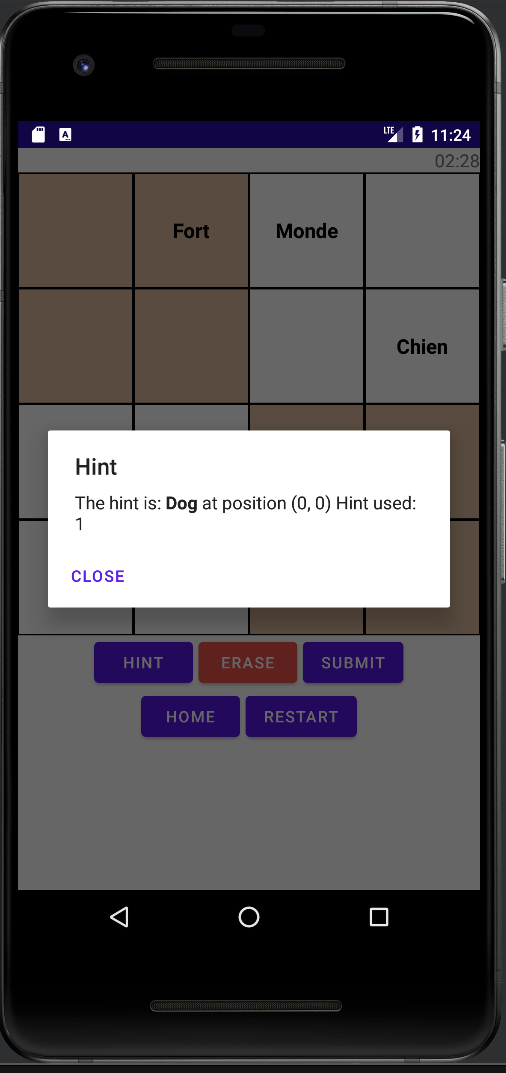 LTE 11:24
02:28
Fort Monde
Chien
Hint
The hint is: Dog at position (0, 0) Hint used:
1
CLOSE
HINT ERASE SUBMIT
HOME RESTART